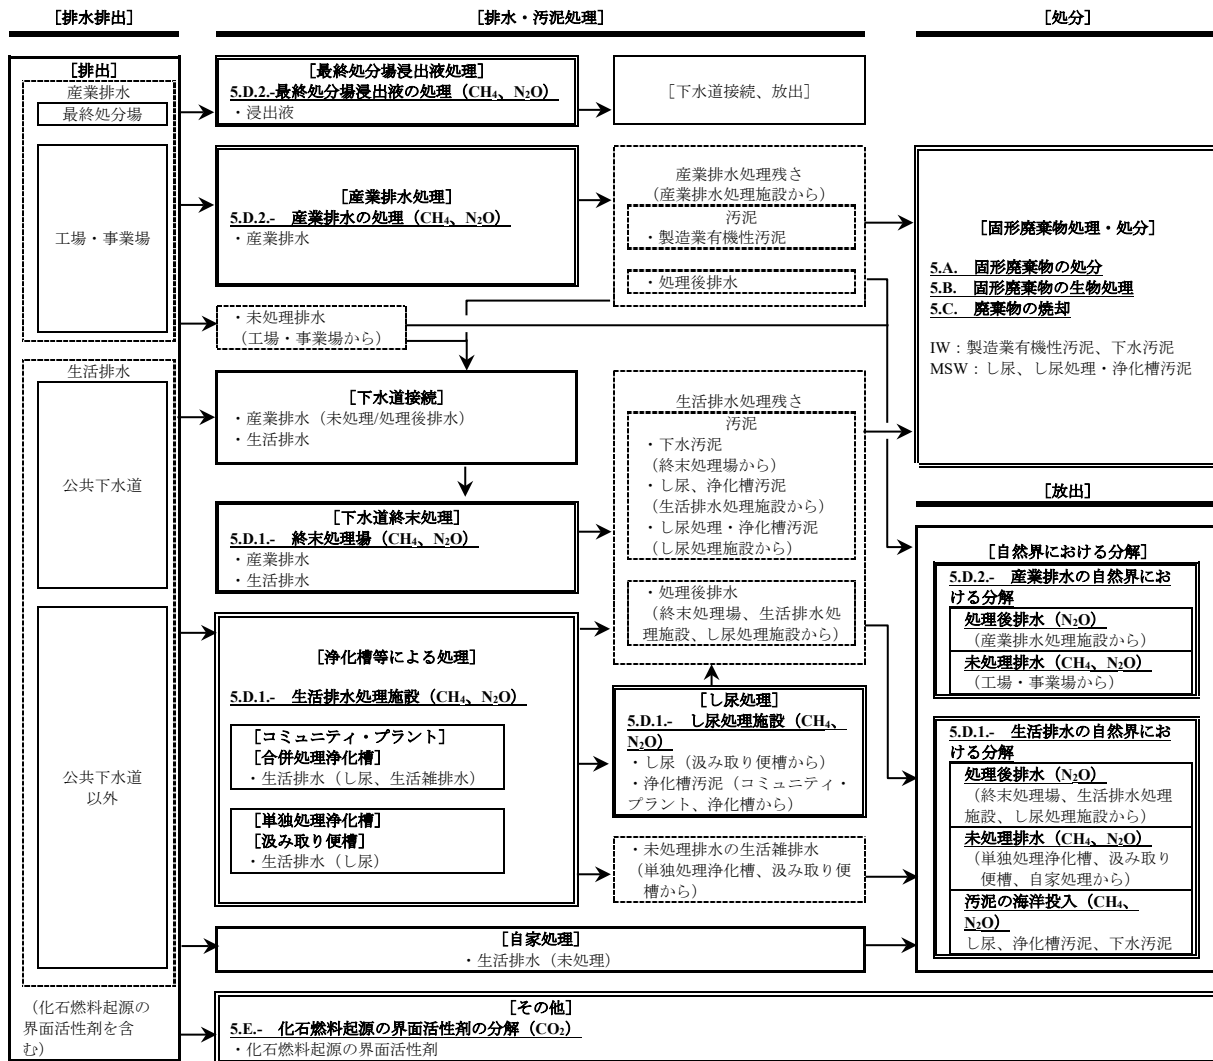 ［排水排出］
［排水・汚泥処理］
［処分］
［排出］
産業排水
最終処分場
工場・事業場
生活排水
公共下水道
公共下水道
以外
（化石燃料起源の
界面活性剤を含
む）
［最終処分場浸出液処理］
5.D.2.-最終処分場浸出液の処理（CH₄、N₂O）
・浸出液
［下水道接続、放出］
［産業排水処理］
5.D.2.-　産業排水の処理（CH₄、N₂O）
・産業排水
産業排水処理残さ
（産業排水処理施設から）
汚泥
・製造業有機性汚泥
・処理後排水
・未処理排水
（工場・事業場から）
［下水道接続］
・産業排水（未処理/処理後排水）
・生活排水
［下水道終末処理］
5.D.1.-　終末処理場（CH₄、N₂O）
・産業排水
・生活排水
生活排水処理残さ
汚泥
・下水汚泥
（終末処理場から）
・し尿、浄化槽汚泥
（生活排水処理施設から）
・し尿処理・浄化槽汚泥
（し尿処理施設から）
・処理後排水
（終末処理場、生活排水処
理施設、し尿処理施設から）
［浄化槽等による処理］
5.D.1.-　生活排水処理施設（CH₄、N₂O）
［コミュニティ・プラント］
［合併処理浄化槽］
・生活排水（し尿、生活雑排水）
［単独処理浄化槽］
［汲み取り便槽］
・生活排水（し尿）
［し尿処理］
5.D.1.-　し尿処理施設（CH₄、
N₂O）
・し尿（汲み取り便槽から）
・浄化槽汚泥（コミュニティ・
プラント、浄化槽から）
・未処理排水の生活雑排水
（単独処理浄化槽、汲み取り便
槽から）
［自家処理］
・生活排水（未処理）
［その他］
5.E.-　化石燃料起源の界面活性剤の分解（CO₂）
・化石燃料起源の界面活性剤
［固形廃棄物処理・処分］
5.A.　固形廃棄物の処分
5.B.　固形廃棄物の生物処理
5.C.　廃棄物の焼却
IW：製造業有機性汚泥、下水汚泥
MSW：し尿、し尿処理・浄化槽汚泥
［放出］
［自然界における分解］
5.D.2.-　産業排水の自然界にお
ける分解
処理後排水（N₂O）
（産業排水処理施設から）
未処理排水（CH₄、N₂O）
（工場・事業場から）
5.D.1.-　生活排水の自然界にお
ける分解
処理後排水（N₂O）
（終末処理場、生活排水処理
施設、し尿処理施設から）
未処理排水（CH₄、N₂O）
（単独処理浄化槽、汲み取り
便槽、自家処理から）
汚泥の海洋投入（CH₄、
N₂O）
し尿、浄化槽汚泥、下水汚泥